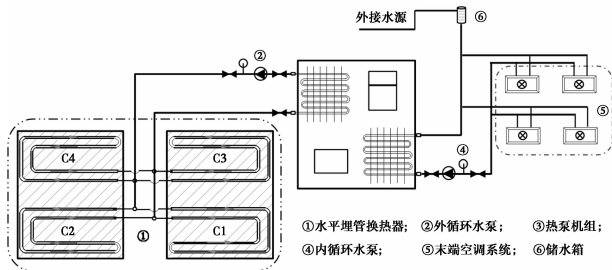 外接水源
⑥
②
⑤
④
C4
C3
C2
C1
①
①水平埋管换热器; ②外循环水泵; ③热泵机组;
④内循环水泵; ⑤末端空调系统; ⑥储水箱